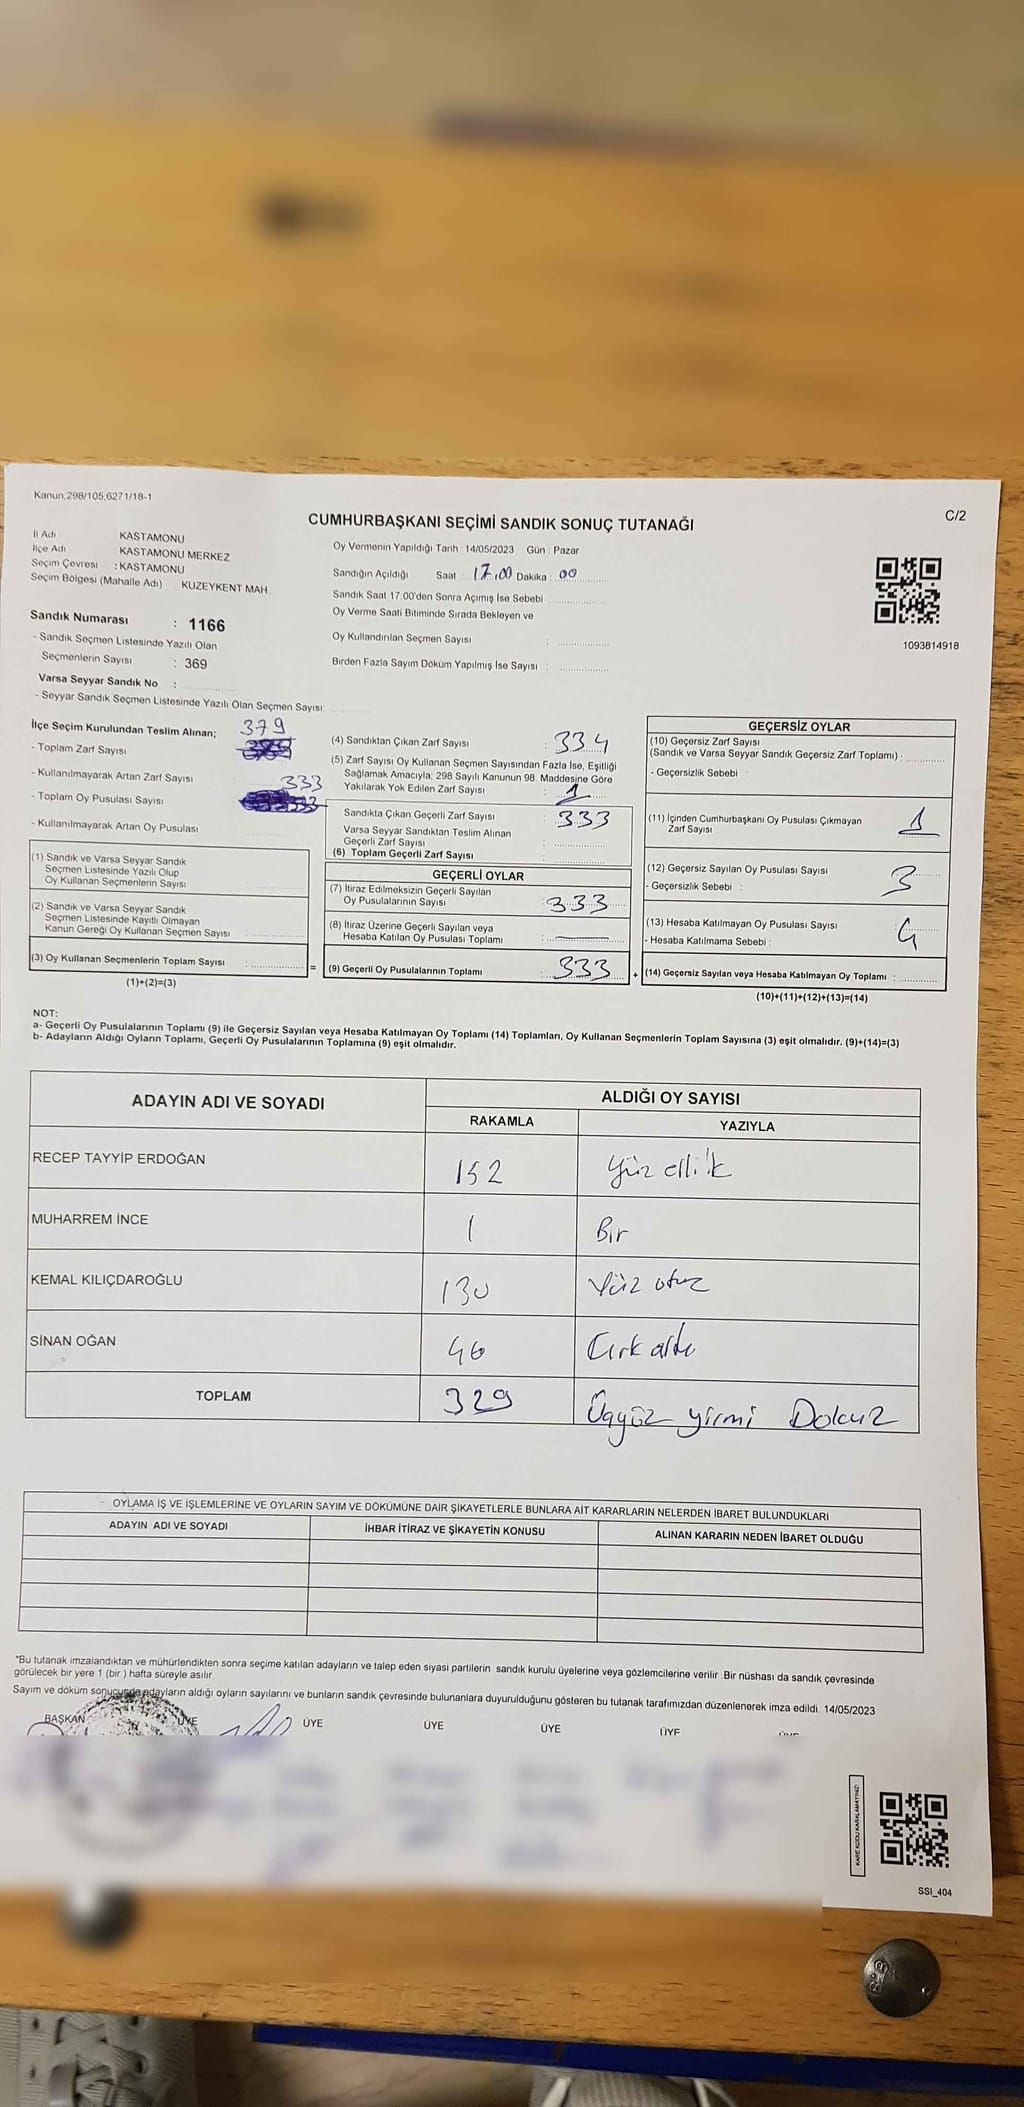 Kanun,298/105,6271/18-1
C/2
CUMHURBAŞKANI SEÇİMİ SANDIK SONUÇ TUTANAĞI
İl Adı KASTAMONU
İlçe Adı KASTAMONU MERKEZ
Seçim Çevresi : KASTAMONU
Seçim Bölgesi (Mahalle Adı) KUZEYKENT MAH.
Sandık Numarası : 1166
- Sandık Seçmen Listesinde Yazılı Olan
Seçmenlerin Sayısı : 369
Varsa Seyyar Sandık No :
- Seyyar Sandık Seçmen Listesinde Yazılı Olan Seçmen Sayısı:
Oy Vermenin Yapıldığı Tarih : 14/05/2023 Gün : Pazar
Sandığın Açıldığı Saat : 17.00 Dakika : 00
Sandık Saat 17:00'den Sonra Açımış İse Sebebi :
Oy Verme Saati Bitiminde Sırada Bekleyen ve
Oy Kullandırılan Seçmen Sayısı :
Birden Fazla Sayım Döküm Yapılmış İse Sayısı :
1093814918
İlçe Seçim Kurulundan Teslim Alınan; 379
- Toplam Zarf Sayısı
- Kullanılmayarak Artan Zarf Sayısı 333
- Toplam Oy Pusulası Sayısı
- Kullanılmayarak Artan Oy Pusulası
(1) Sandık ve Varsa Seyyar Sandık
Seçmen Listesinde Yazılı Olup
Oy Kullanan Seçmenlerin Sayısı
(2) Sandık ve Varsa Seyyar Sandık
Seçmen Listesinde Kayıtlı Olmayan
Kanun Gereği Oy Kullanan Seçmen Sayısı :
(3) Oy Kullanan Seçmenlerin Toplam Sayısı :
(1)+(2)=(3)
=
(4) Sandıktan Çıkan Zarf Sayısı : 334
(5) Zarf Sayısı Oy Kullanan Seçmen Sayısından Fazla İse, Eşitliği
Sağlamak Amacıyla; 298 Sayılı Kanunun 98. Maddesine Göre
Yakılarak Yok Edilen Zarf Sayısı : 1
Sandıkta Çıkan Geçerli Zarf Sayısı : 333
Varsa Seyyar Sandıktan Teslim Alınan
Geçerli Zarf Sayısı :
(6) Toplam Geçerli Zarf Sayısı :
GEÇERLİ OYLAR
(7) İtiraz Edilmeksizin Geçerli Sayılan
Oy Pusulalarının Sayısı : 333
(8) İtiraz Üzerine Geçerli Sayılan veya
Hesaba Katılan Oy Pusulası Toplamı : —
(9) Geçerli Oy Pusulalarının Toplamı : 333
+
GEÇERSİZ OYLAR
(10) Geçersiz Zarf Sayısı
(Sandık ve Varsa Seyyar Sandık Geçersiz Zarf Toplamı) :
- Geçersizlik Sebebi :
(11) İçinden Cumhurbaşkanı Oy Pusulası Çıkmayan
Zarf Sayısı 1
(12) Geçersiz Sayılan Oy Pusulası Sayısı
- Geçersizlik Sebebi : 3
(13) Hesaba Katılmayan Oy Pusulası Sayısı
- Hesaba Katılmama Sebebi : 4
(14) Geçersiz Sayılan veya Hesaba Katılmayan Oy Toplamı :
(10)+(11)+(12)+(13)=(14)
NOT:
a- Geçerli Oy Pusulalarının Toplamı (9) ile Geçersiz Sayılan veya Hesaba Katılmayan Oy Toplamı (14) Toplamları, Oy Kullanan Seçmenlerin Toplam Sayısına (3) eşit olmalıdır. (9)+(14)=(3)
b- Adayların Aldığı Oyların Toplamı, Geçerli Oy Pusulalarının Toplamına (9) eşit olmalıdır.
ADAYIN ADI VE SOYADI ALDIĞI OY SAYISI
RAKAMLA YAZIYLA
RECEP TAYYİP ERDOĞAN 152 Yüz elli ik
MUHARREM İNCE 1 Bir
KEMAL KILIÇDAROĞLU 130 Yüz otuz
SİNAN OĞAN 46 Cırk altı
TOPLAM 329 Üçyüz yirmi Dokuz
- OYLAMA İŞ VE İŞLEMLERİNE VE OYLARIN SAYIM VE DÖKÜMÜNE DAİR ŞİKAYETLERLE BUNLARA AİT KARARLARIN NELERDEN İBARET BULUNDUKLARI
ADAYIN ADI VE SOYADI İHBAR İTİRAZ VE ŞİKAYETİN KONUSU ALINAN KARARIN NEDEN İBARET OLDUĞU
*Bu tutanak imzalandıktan ve mühürlendikten sonra seçime katılan adayların ve talep eden siyasi partilerin sandık kurulu üyelerine veya gözlemcilerine verilir. Bir nüshası da sandık çevresinde
görülecek bir yere 1 (bir ) hafta süreyle asılır.
Sayım ve döküm sonucunda adayların aldığı oyların sayılarını ve bunların sandık çevresinde bulunanlara duyurulduğunu gösteren bu tutanak tarafımızdan düzenlenerek imza edildi. 14/05/2023
BAŞKAN ÜYE ÜYE ÜYE ÜYE ÜYE
KARE KODU KARALAMAYINIZ!
SSİ_404